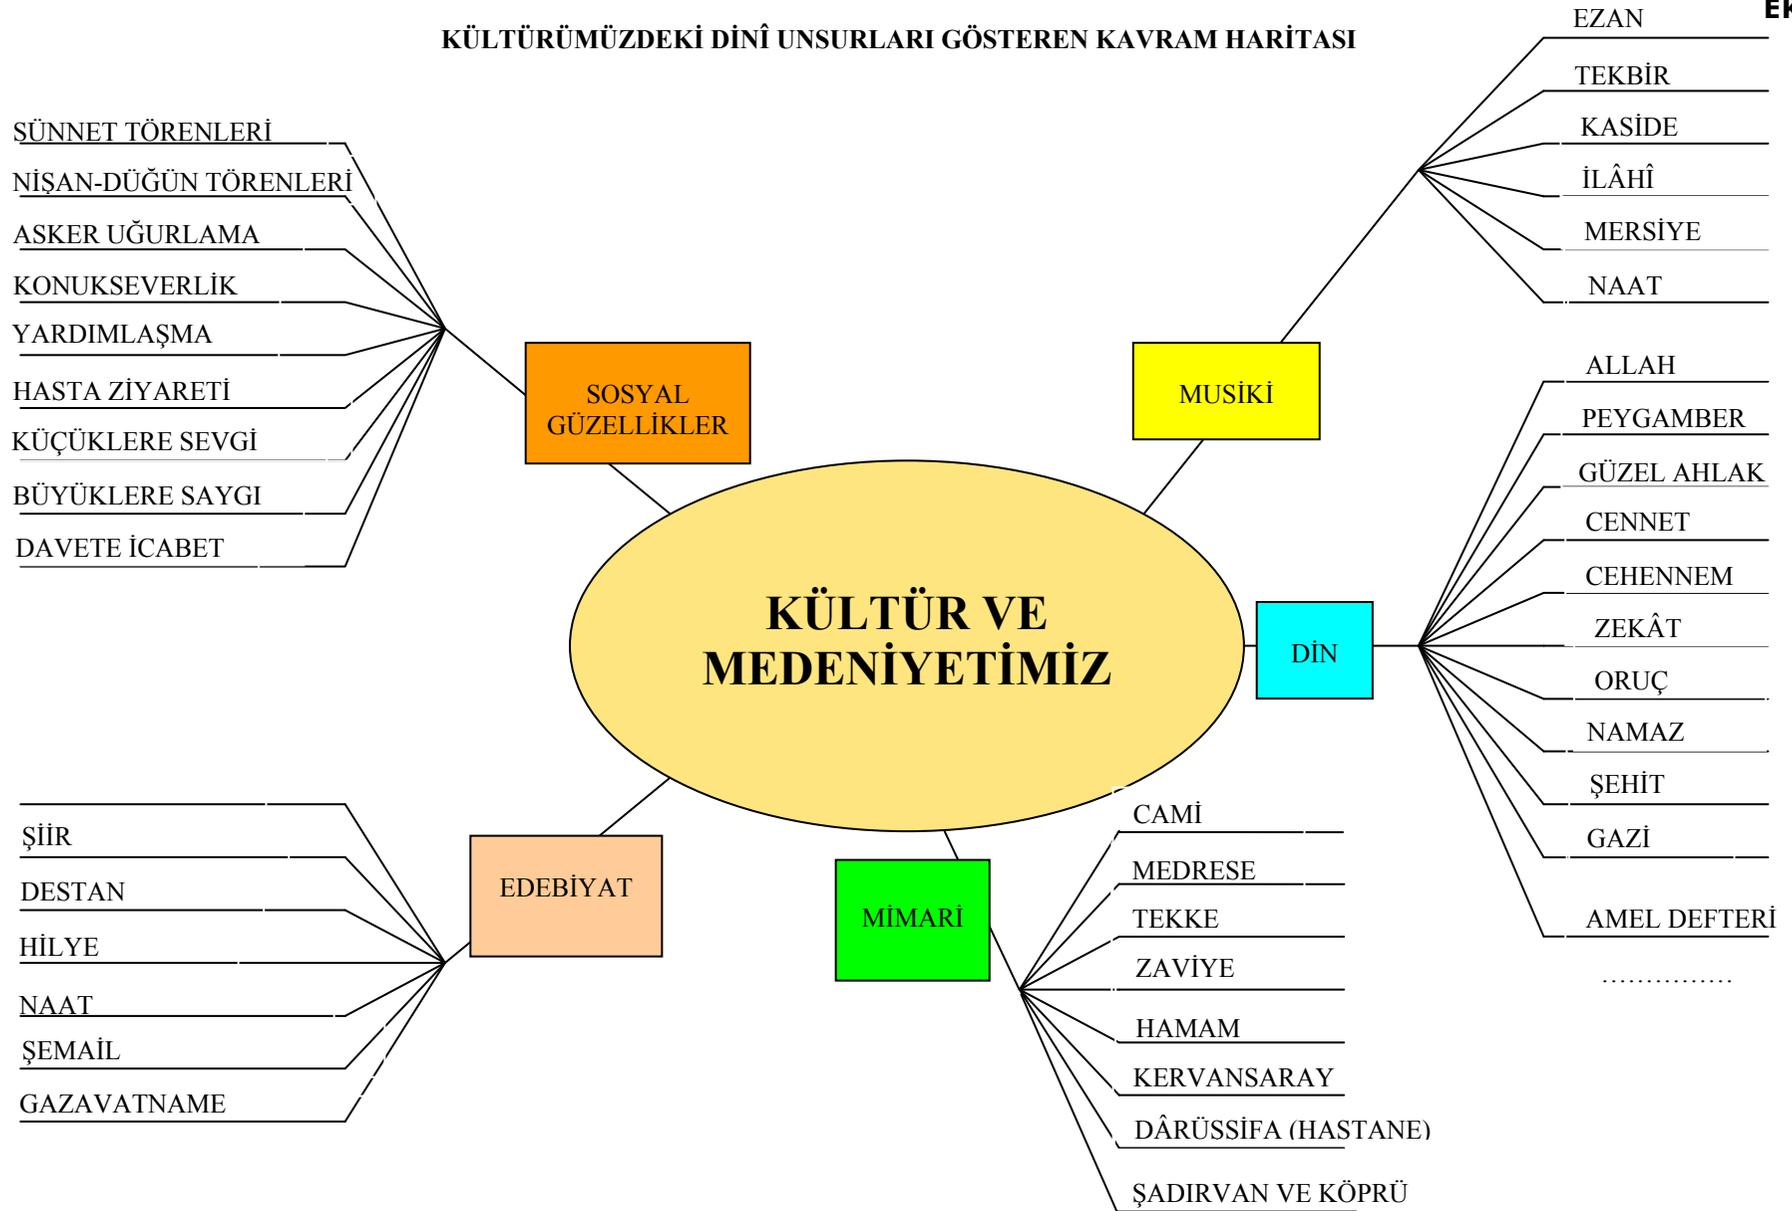 Ek
KÜLTÜRÜMÜZDEKİ DİNÎ UNSURLARI GÖSTEREN KAVRAM HARİTASI
SÜNNET TÖRENLERİ
NİŞAN-DÜĞÜN TÖRENLERİ
ASKER UĞURLAMA
KONUKSEVERLİK
YARDIMLAŞMA
HASTA ZİYARETİ
KÜÇÜKLERE SEVGİ
BÜYÜKLERE SAYGI
DAVETE İCABET
SOSYAL
GÜZELLİKLER
EZAN
TEKBİR
KASİDE
İLÂHÎ
MERSİYE
NAAT
MUSİKİ
KÜLTÜR VE
MEDENİYETİMİZ
DİN
ALLAH
PEYGAMBER
GÜZEL AHLAK
CENNET
CEHENNEM
ZEKÂT
ORUÇ
NAMAZ
ŞEHİT
GAZİ
AMEL DEFTERİ
...............
EDEBİYAT
ŞİİR
DESTAN
HİLYE
NAAT
ŞEMAİL
GAZAVATNAME
MİMARİ
CAMİ
MEDRESE
TEKKE
ZAVİYE
HAMAM
KERVANSARAY
DÂRÜSSİFA (HASTANE)
ŞADIRVAN VE KÖPRÜ